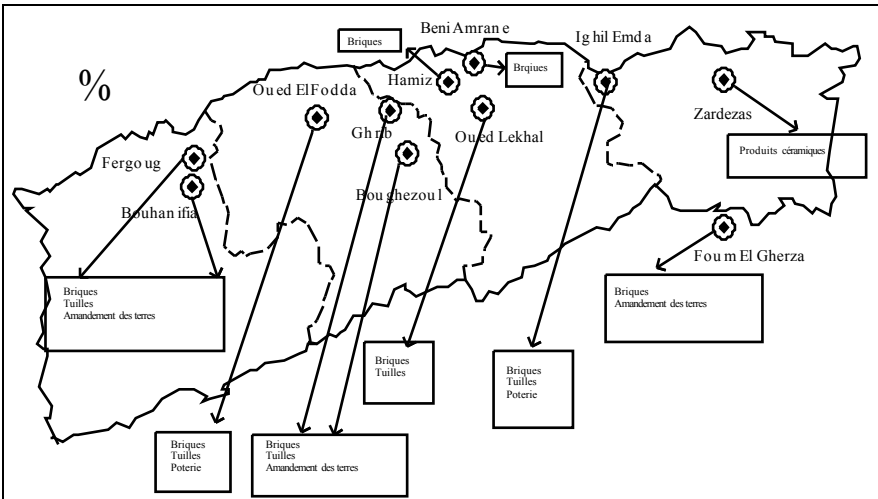 Beni Amrane
Ighil Emda
Briques
Brqiues
%
Oued ElFodda
Hamiz
Zardezas
Ghrib
Oued Lekhal
Produits céramiques
Fergoug
Bouhanifia
Boughezoul
Foum El Gherza
Briques
Tuilles
Amandement des terres
Briques
Amandement des terres
Briques
Tuilles
Briques
Tuilles
Poterie
Briques
Tuilles
Poterie
Briques
Tuilles
Amandement des terres